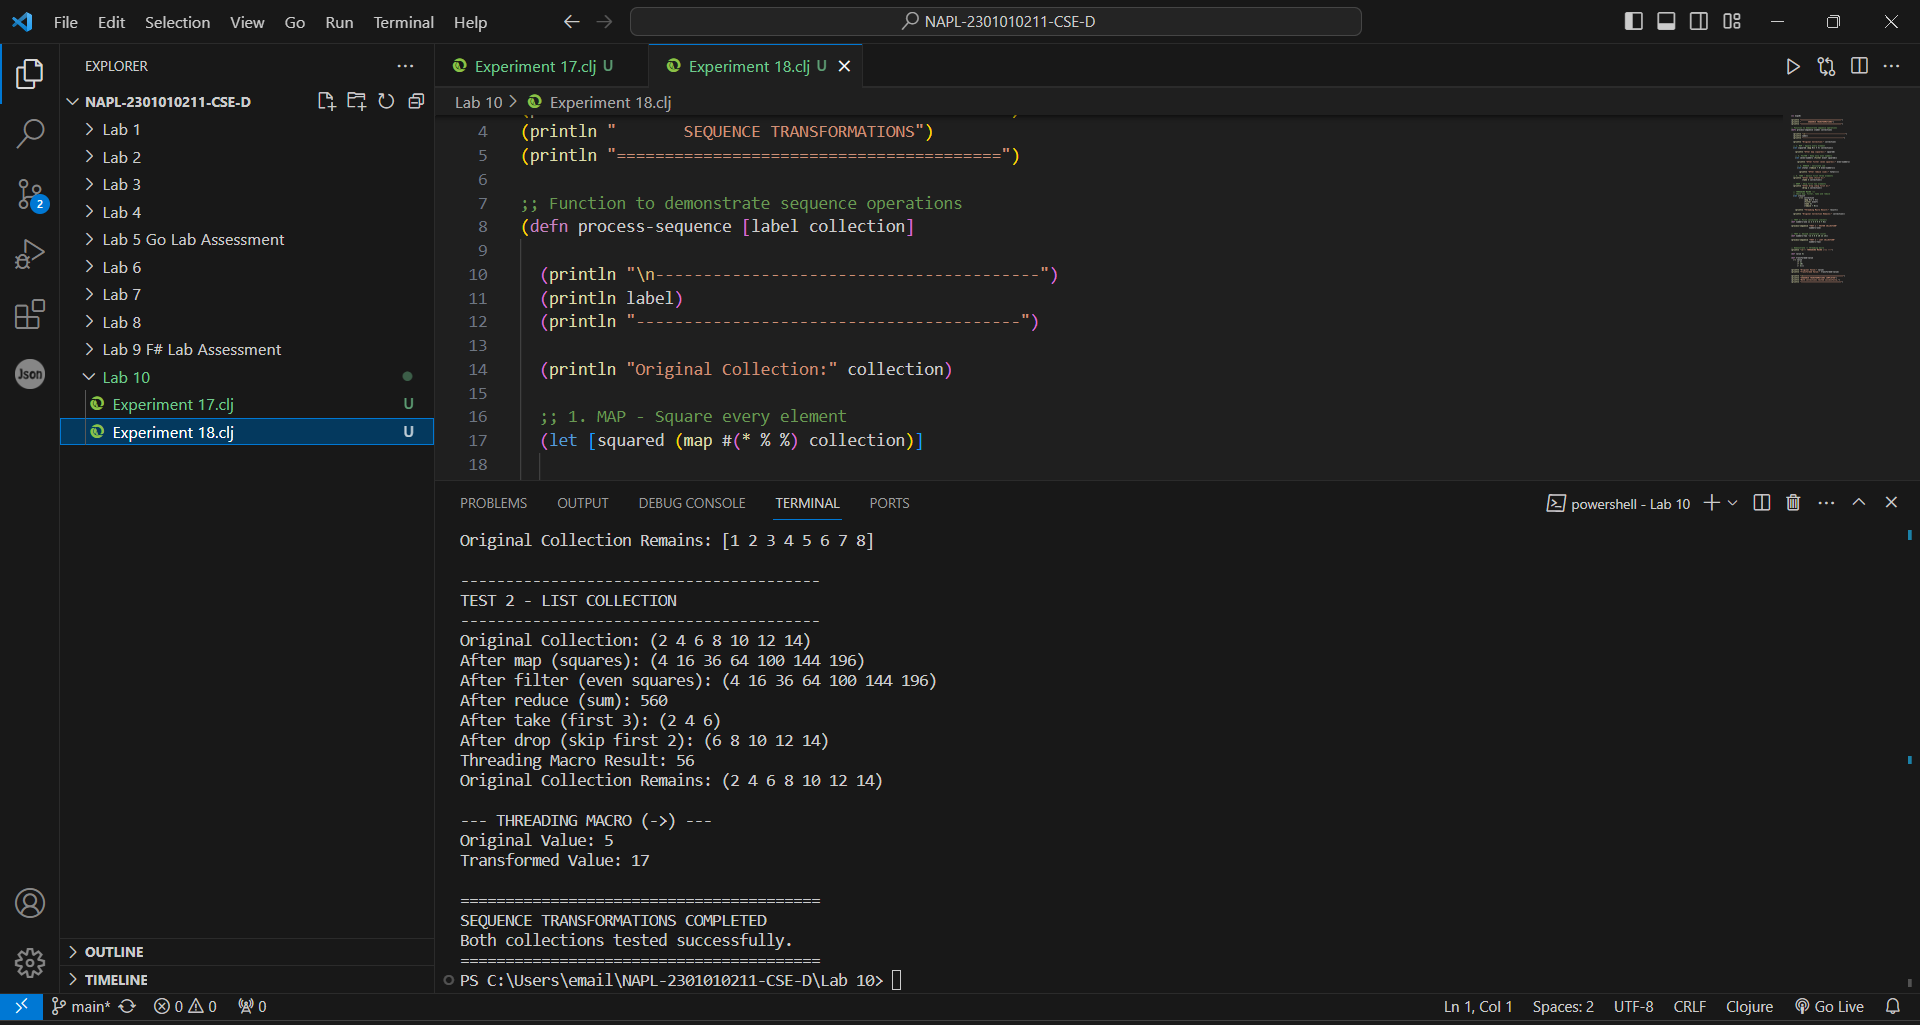 File Edit Selection View Go Run Terminal Help
NAPL-2301010211-CSE-D
EXPLORER
NAPL-2301010211-CSE-D
Lab 1
Lab 2
Lab 3
Lab 4
Lab 5 Go Lab Assessment
Lab 6
Lab 7
Lab 8
Lab 9 F# Lab Assessment
Lab 10
Experiment 17.clj U
Experiment 18.clj U
OUTLINE
TIMELINE
2
Json
Experiment 17.clj U
Experiment 18.clj U
Lab 10 > Experiment 18.clj
4 (println "       SEQUENCE TRANSFORMATIONS")
5 (println "========================================")
6
7 ;; Function to demonstrate sequence operations
8 (defn process-sequence [label collection]
9
10 (println "\n----------------------------------------")
11 (println label)
12 (println "----------------------------------------")
13
14 (println "Original Collection:" collection)
15
16 ;; 1. MAP - Square every element
17 (let [squared (map #(* % %) collection)]
18
PROBLEMS OUTPUT DEBUG CONSOLE TERMINAL PORTS
powershell - Lab 10
Original Collection Remains: [1 2 3 4 5 6 7 8]
----------------------------------------
TEST 2 - LIST COLLECTION
----------------------------------------
Original Collection: (2 4 6 8 10 12 14)
After map (squares): (4 16 36 64 100 144 196)
After filter (even squares): (4 16 36 64 100 144 196)
After reduce (sum): 560
After take (first 3): (2 4 6)
After drop (skip first 2): (6 8 10 12 14)
Threading Macro Result: 56
Original Collection Remains: (2 4 6 8 10 12 14)
--- THREADING MACRO (->) ---
Original Value: 5
Transformed Value: 17
========================================
SEQUENCE TRANSFORMATIONS COMPLETED
Both collections tested successfully.
========================================
PS C:\Users\email\NAPL-2301010211-CSE-D\Lab 10>
main* 0 0 0
Ln 1, Col 1 Spaces: 2 UTF-8 CRLF Clojure Go Live